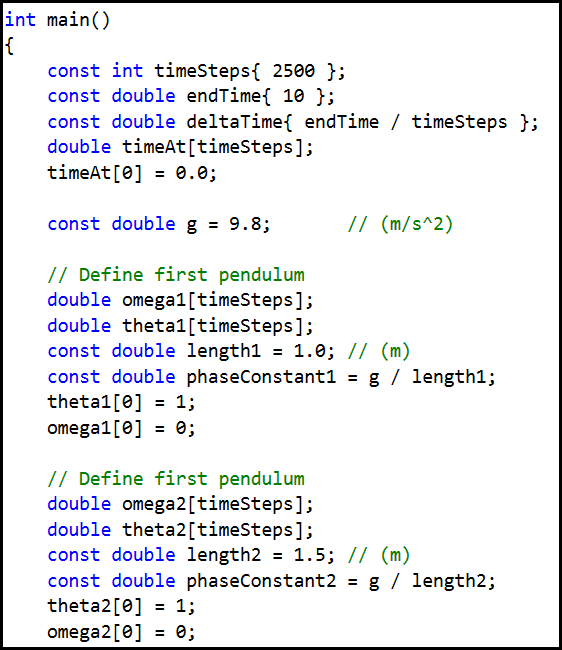 int main()
{
    const int timeSteps{ 2500 };
    const double endTime{ 10 };
    const double deltaTime{ endTime / timeSteps };
    double timeAt[timeSteps];
    timeAt[0] = 0.0;

    const double g = 9.8;       // (m/s^2)

    // Define first pendulum
    double omega1[timeSteps];
    double theta1[timeSteps];
    const double length1 = 1.0; // (m)
    const double phaseConstant1 = g / length1;
    theta1[0] = 1;
    omega1[0] = 0;

    // Define first pendulum
    double omega2[timeSteps];
    double theta2[timeSteps];
    const double length2 = 1.5; // (m)
    const double phaseConstant2 = g / length2;
    theta2[0] = 1;
    omega2[0] = 0;